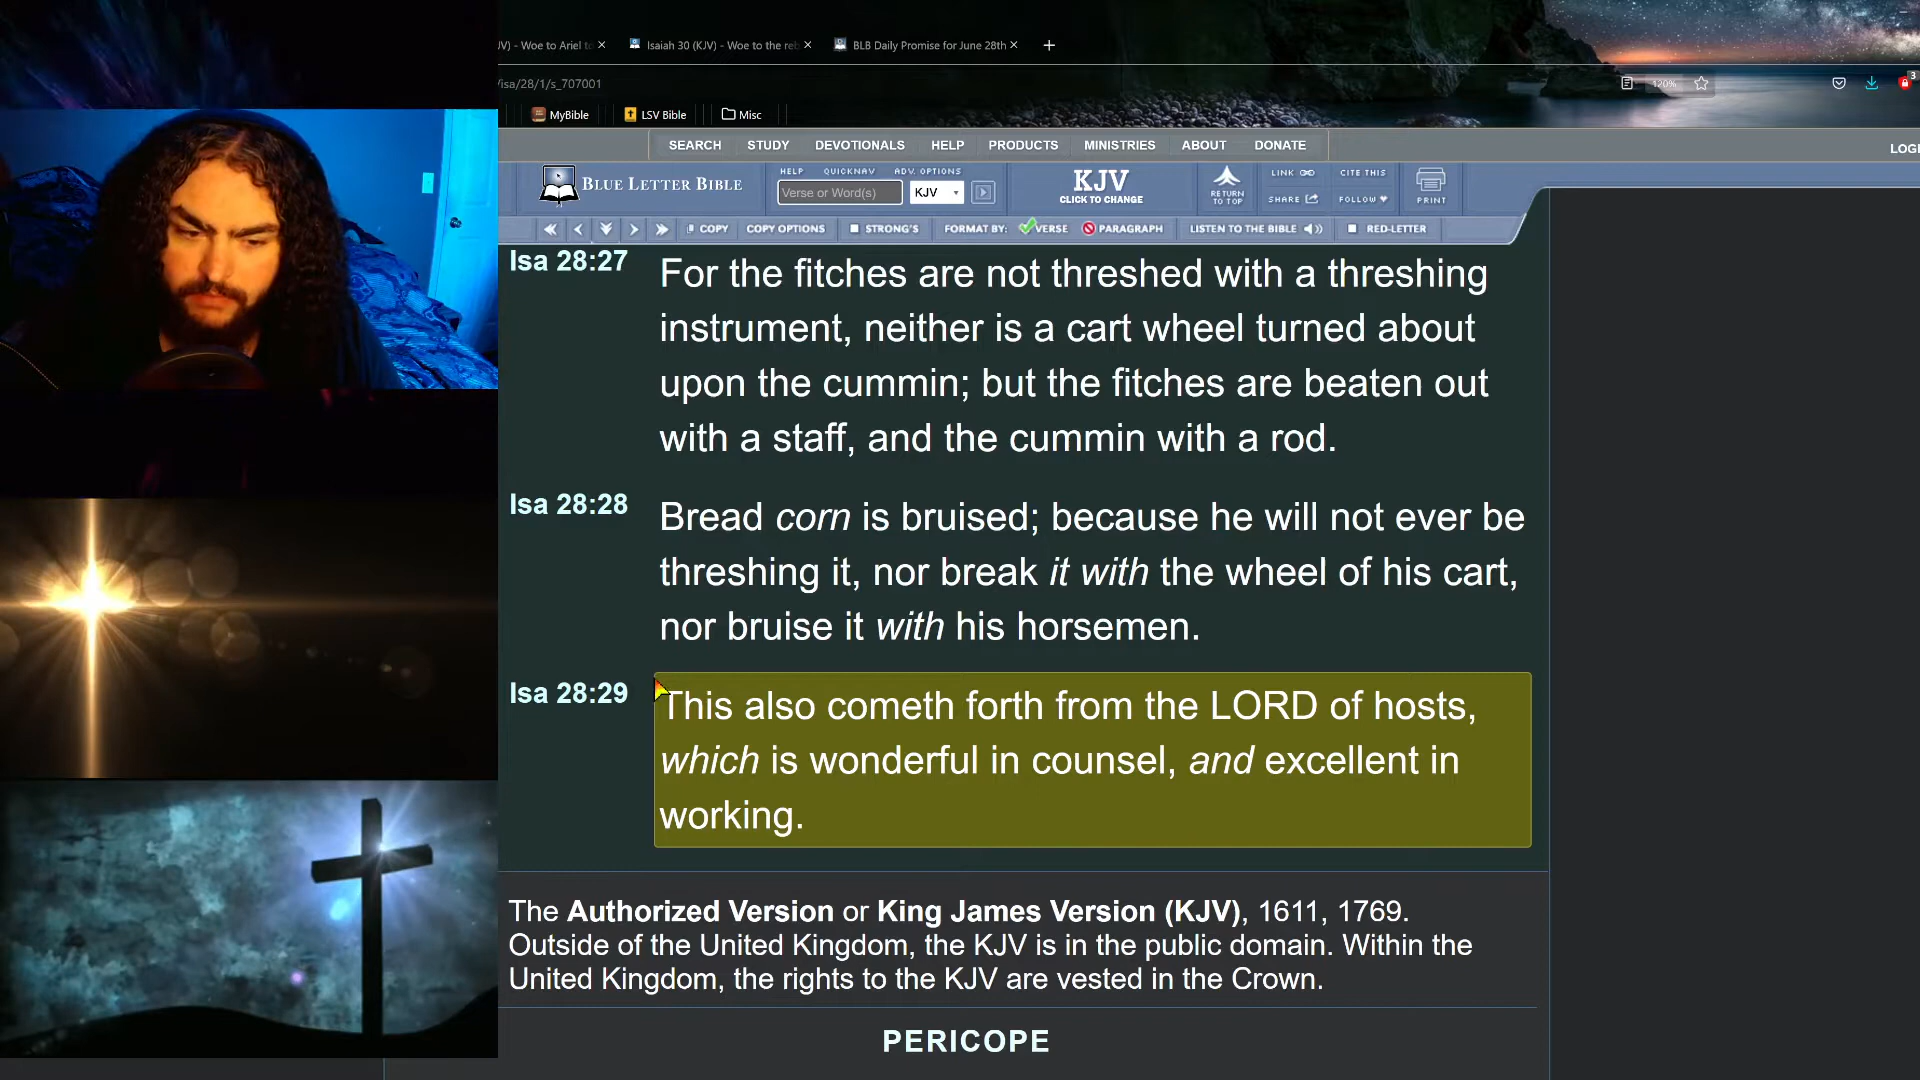 V) - Woe to Ariel to
Isaiah 30 (KJV) - Woe to the reb
BLB Daily Promise for June 28th
/isa/28/1/s_707001
120%
3
MyBible
LSV Bible
Misc
SEARCH STUDY DEVOTIONALS HELP PRODUCTS MINISTRIES ABOUT DONATE
LOG
BLUE LETTER BIBLE
HELP QUICKNAV ADV. OPTIONS
Verse or Word(s)
KJV
KJV
CLICK TO CHANGE
RETURN
TO TOP
LINK
CITE THIS
SHARE
FOLLOW
PRINT
COPY COPY OPTIONS STRONG'S FORMAT BY: VERSE PARAGRAPH LISTEN TO THE BIBLE RED-LETTER
Isa 28:27
For the fitches are not threshed with a threshing
instrument, neither is a cart wheel turned about
upon the cummin; but the fitches are beaten out
with a staff, and the cummin with a rod.
Isa 28:28
Bread corn is bruised; because he will not ever be
threshing it, nor break it with the wheel of his cart,
nor bruise it with his horsemen.
Isa 28:29
This also cometh forth from the LORD of hosts,
which is wonderful in counsel, and excellent in
working.
The Authorized Version or King James Version (KJV), 1611, 1769.
Outside of the United Kingdom, the KJV is in the public domain. Within the
United Kingdom, the rights to the KJV are vested in the Crown.
PERICOPE